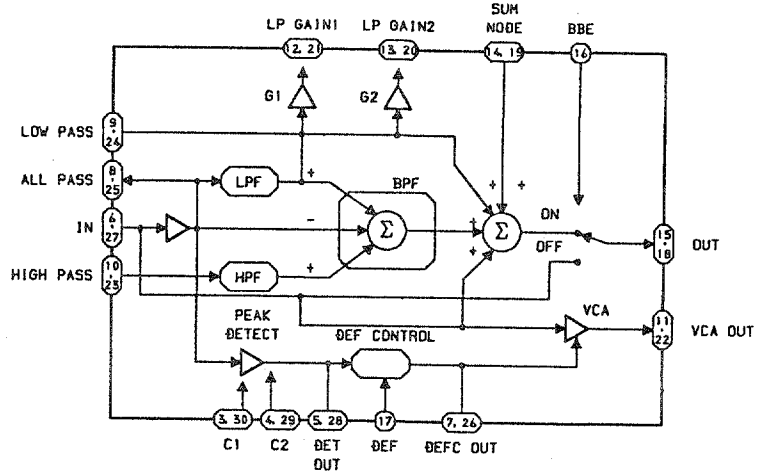 LP GAIN1
LP GAIN2
SUM
NODE
BBE
12, 21
13, 20
14, 19
16
G1
G2
LOW PASS
9
24
ALL PASS
8
25
LPF
+
BPF
+
+
IN
6
27
-
Σ
+
Σ
ON
OFF
15
18
OUT
HIGH PASS
10
23
HPF
+
+
PEAK
DETECT
DEF CONTROL
VCA
11
22
VCA OUT
3, 30
4, 29
5, 28
17
7, 26
C1
C2
DET
OUT
DEF
DEFC OUT